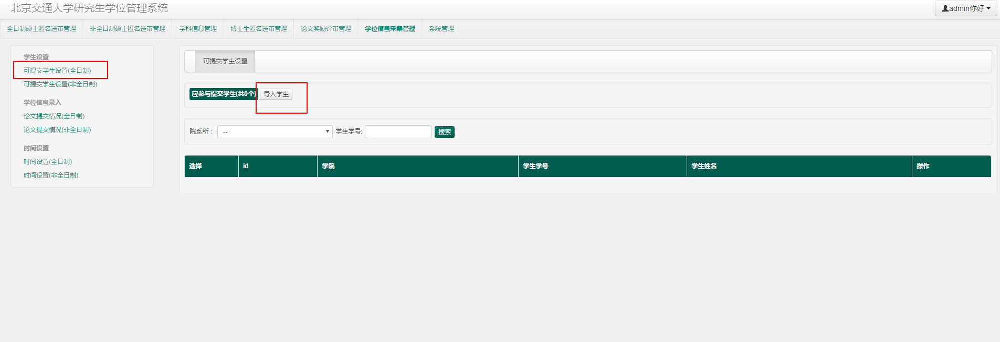 北京交通大学研究生学位管理系统
admin你好
全日制硕士匿名送审管理 非全日制硕士匿名送审管理 学科信息管理 博士生匿名送审管理 论文奖励评审管理 学位信息采集管理 系统管理
学生设置
可提交学生设置(全日制)
可提交学生设置(非全日制)
学位信息录入
论文提交情况(全日制)
论文提交情况(非全日制)
时间设置
时间设置(全日制)
时间设置(非全日制)
可提交学生设置
应参与提交学生(共0个) 导入学生
院系所： -- 学生学号: 搜索
选择 id 学院 学生学号 学生姓名 操作